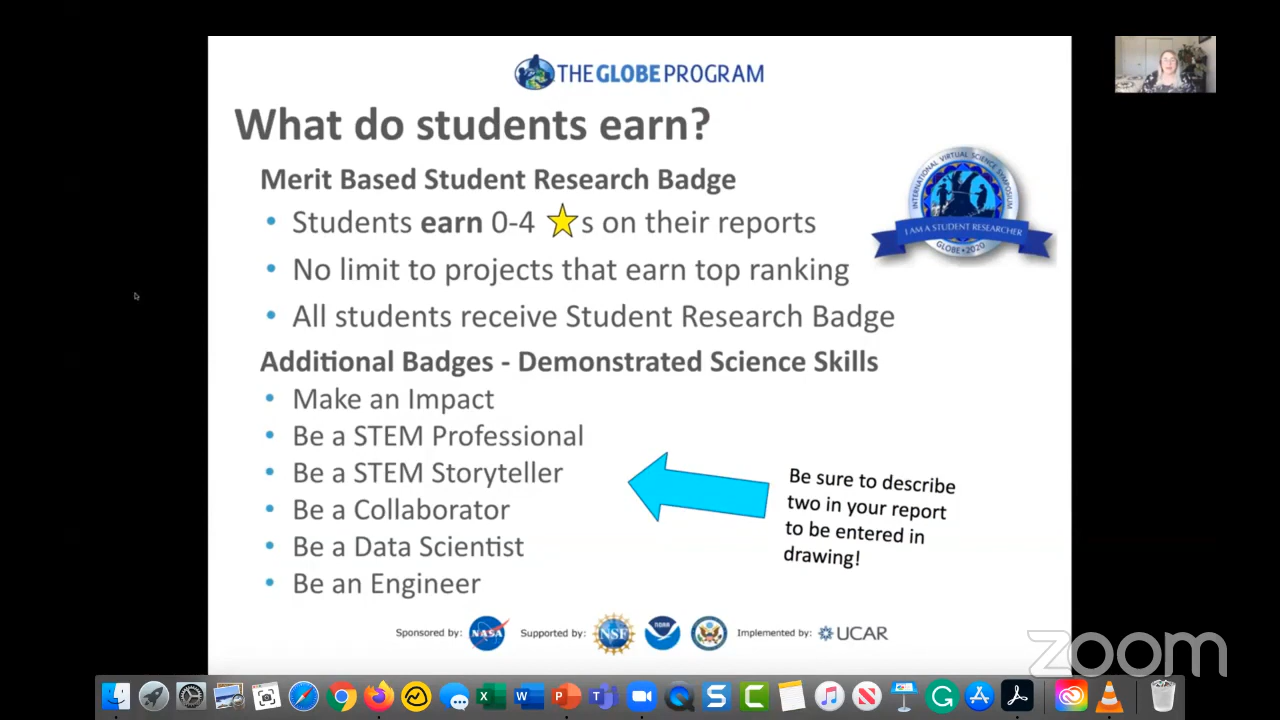 THE GLOBE PROGRAM
What do students earn?
Merit Based Student Research Badge
• Students earn 0-4 s on their reports
• No limit to projects that earn top ranking
• All students receive Student Research Badge
INTERNATIONAL VIRTUAL SCIENCE SYMPOSIUM
I AM A STUDENT RESEARCHER
GLOBE•2020
Additional Badges - Demonstrated Science Skills
• Make an Impact
• Be a STEM Professional
• Be a STEM Storyteller
• Be a Collaborator
• Be a Data Scientist
• Be an Engineer
Be sure to describe
two in your report
to be entered in
drawing!
Sponsored by: NASA Supported by: NSF NOAA Implemented by: UCAR
zoom